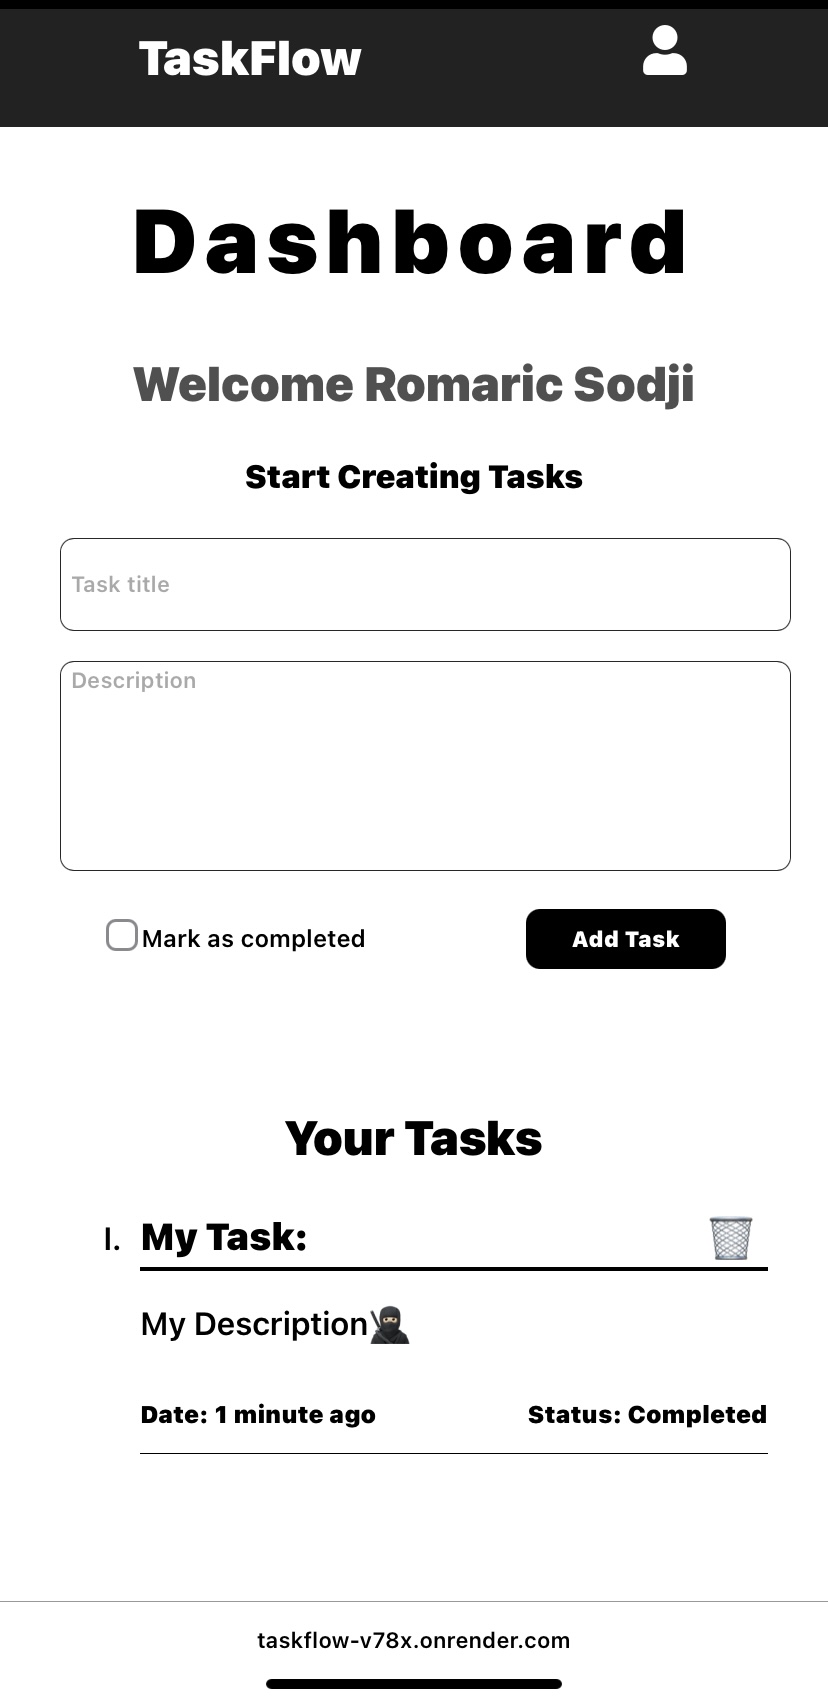 TaskFlow
Dashboard
Welcome Romaric Sodji
Start Creating Tasks
Task title
Description
Mark as completed
Add Task
Your Tasks
I. My Task:
My Description🥷
Date: 1 minute ago
Status: Completed
taskflow-v78x.onrender.com